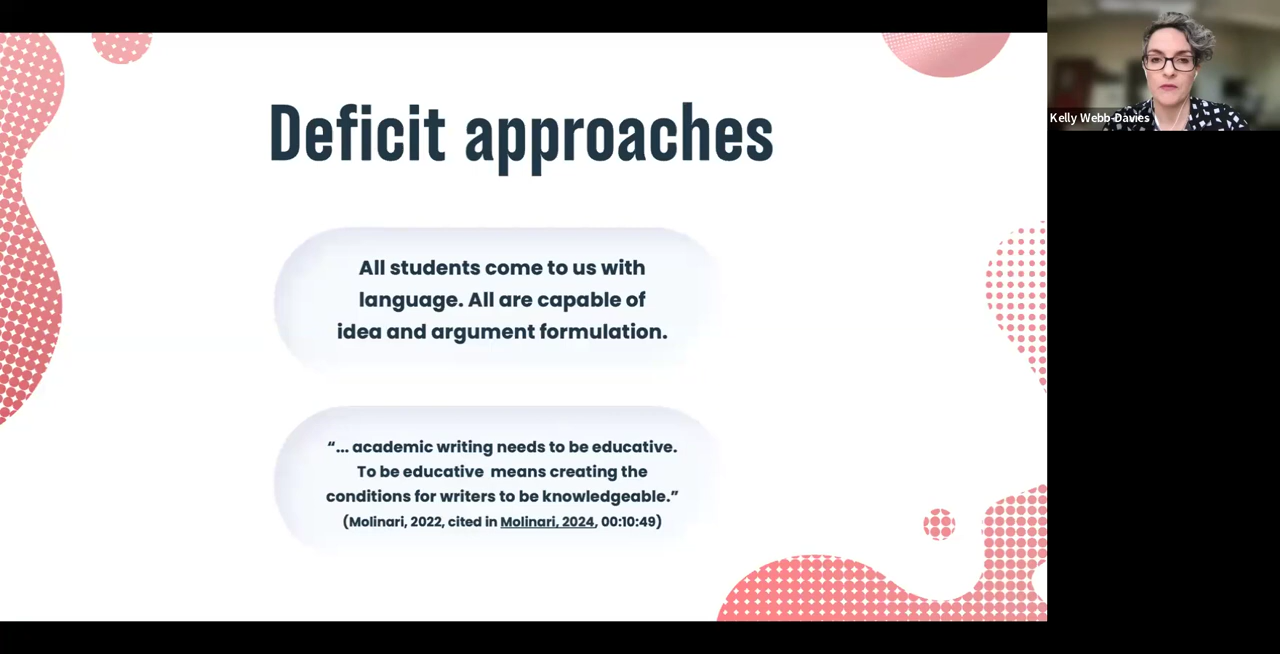 Deficit approaches
All students come to us with
language. All are capable of
idea and argument formulation.
“... academic writing needs to be educative.
To be educative means creating the
conditions for writers to be knowledgeable.”
(Molinari, 2022, cited in Molinari, 2024, 00:10:49)
Kelly Webb-Davies